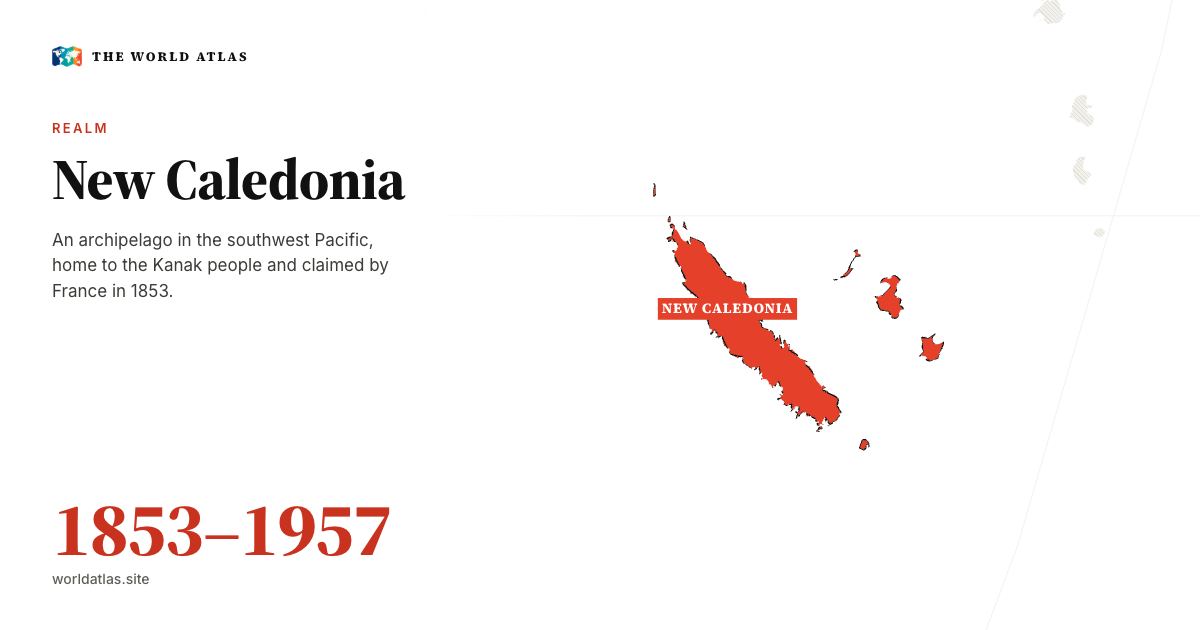 THE WORLD ATLAS
REALM
New Caledonia
An archipelago in the southwest Pacific,
home to the Kanak people and claimed by
France in 1853.
NEW CALEDONIA
1853–1957
worldatlas.site